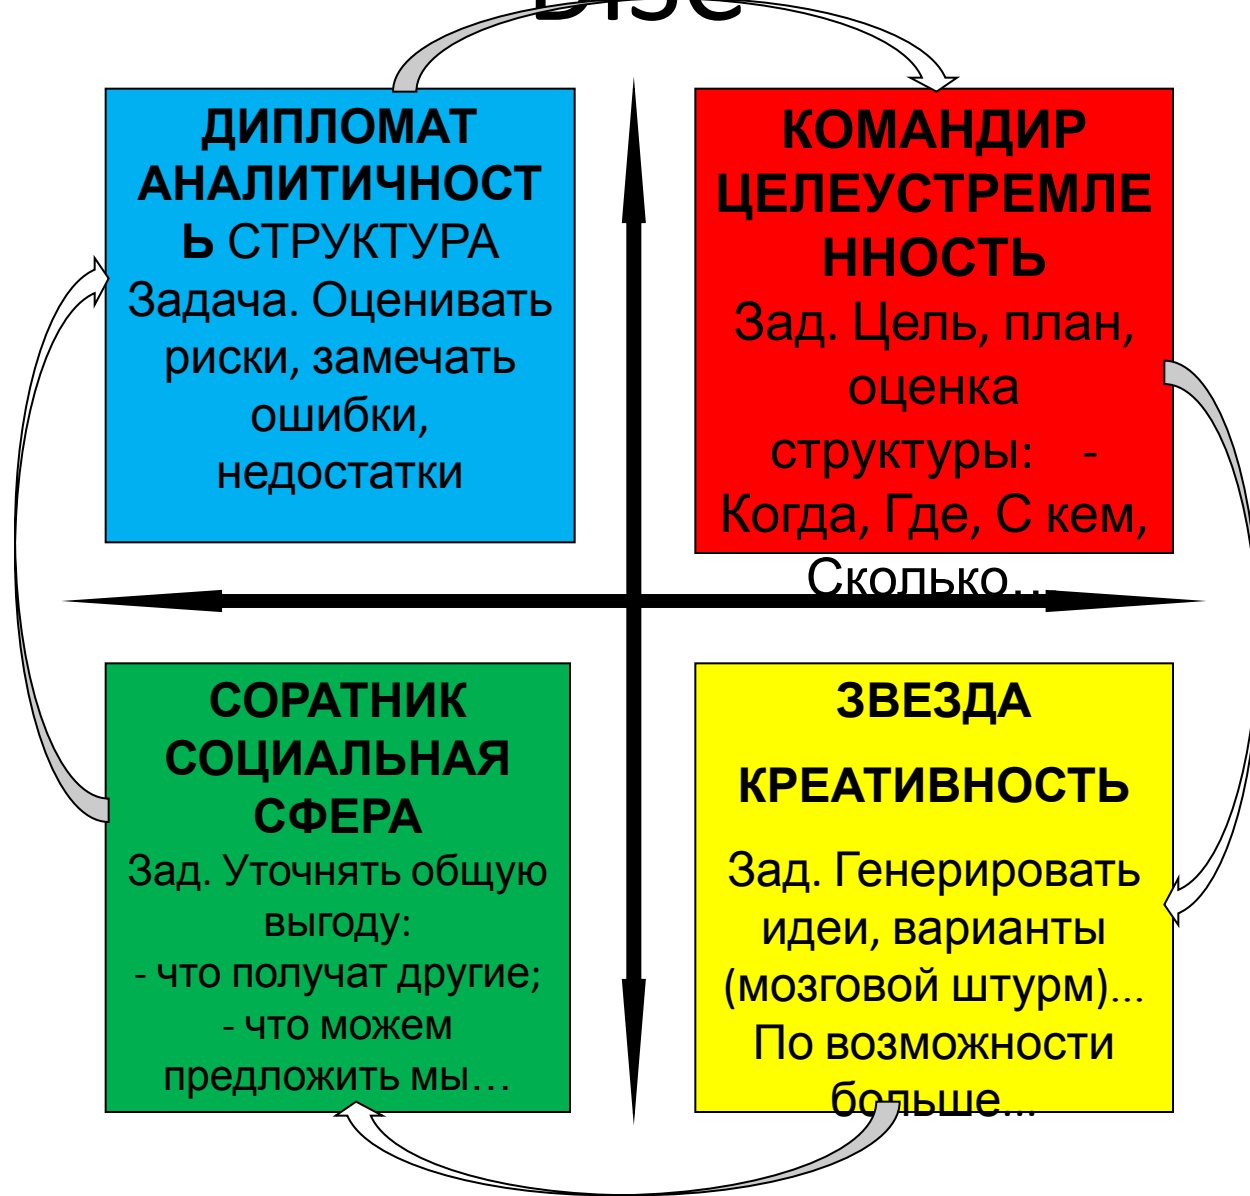 ДИПЛОМАТ
АНАЛИТИЧНОСТ
Ь СТРУКТУРА
Задача. Оценивать
риски, замечать
ошибки,
недостатки
КОМАНДИР
ЦЕЛЕУСТРЕМЛЕ
ННОСТЬ
Зад. Цель, план,
оценка
структуры: -
Когда, Где, С кем,
Сколько...
СОРАТНИК
СОЦИАЛЬНАЯ
СФЕРА
Зад. Уточнять общую
выгоду:
- что получат другие;
- что можем
предложить мы...
ЗВЕЗДА
КРЕАТИВНОСТЬ
Зад. Генерировать
идеи, варианты
(мозговой штурм)...
По возможности
больше...